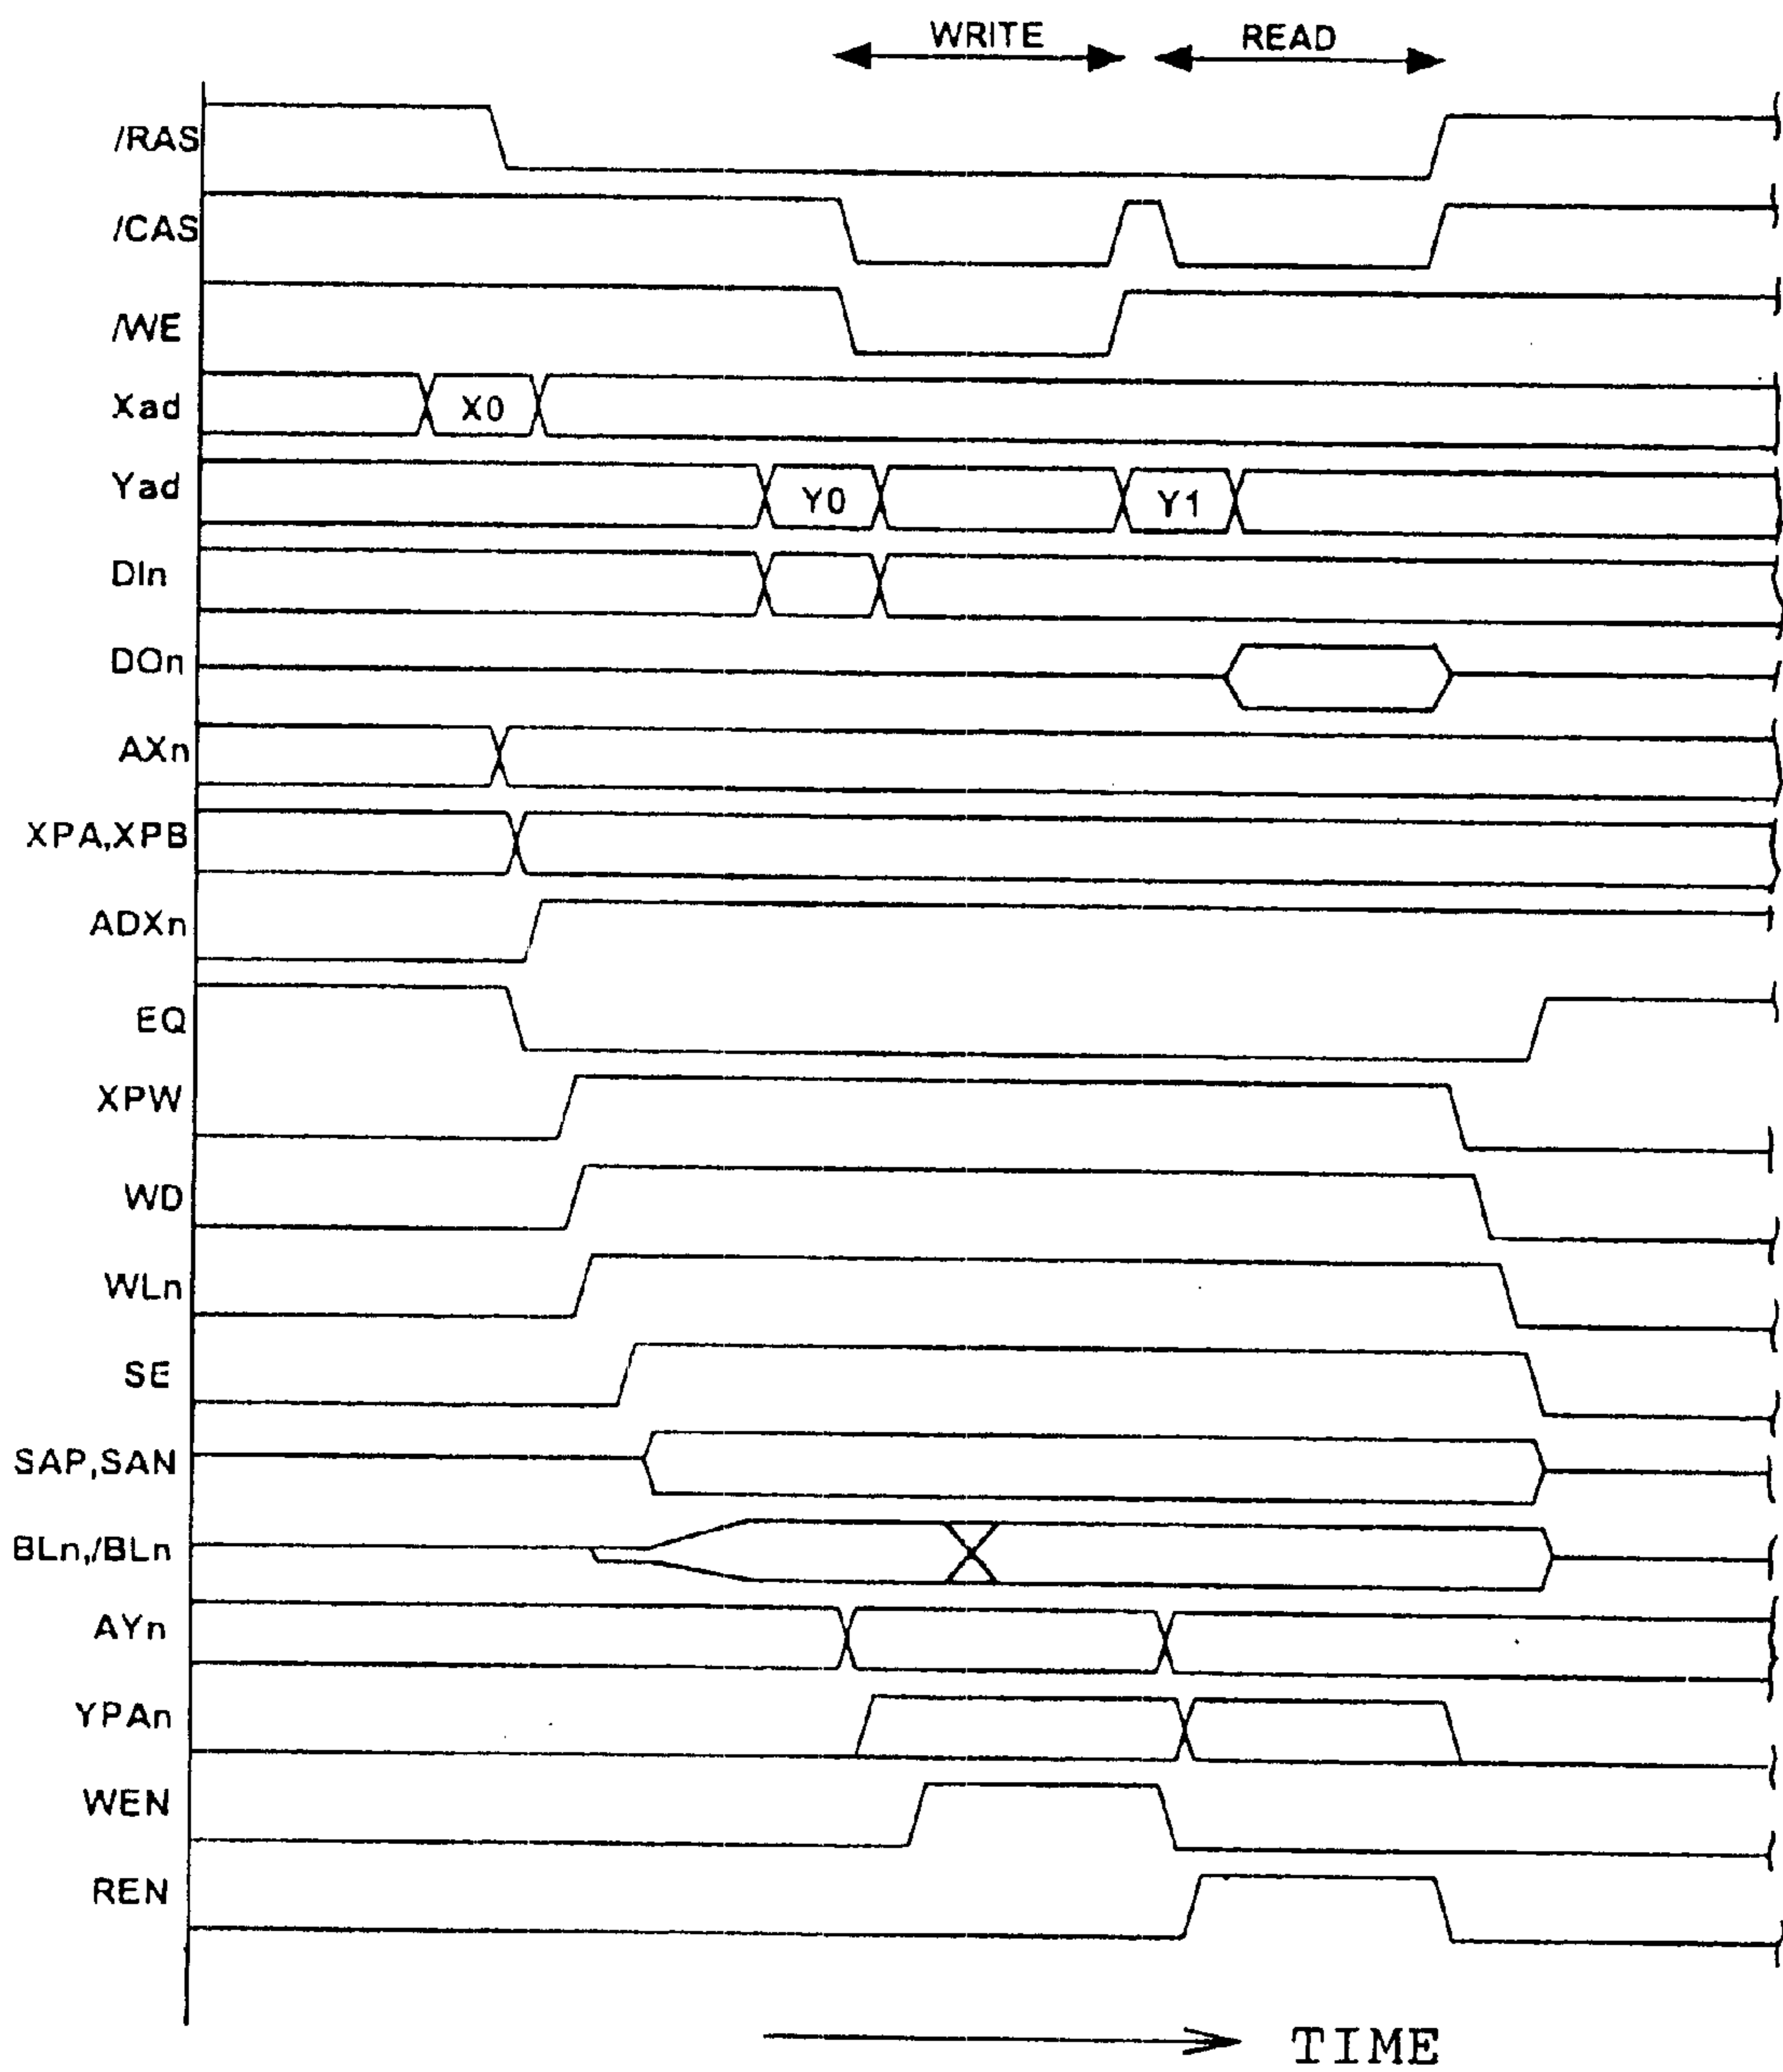 WRITE READ
/RAS
/CAS
/WE
Xad X0
Yad Y0 Y1
DIn
DOn
AXn
XPA,XPB
ADXn
EQ
XPW
WD
WLn
SE
SAP,SAN
BLn,/BLn
AYn
YPAn
WEN
REN
TIME